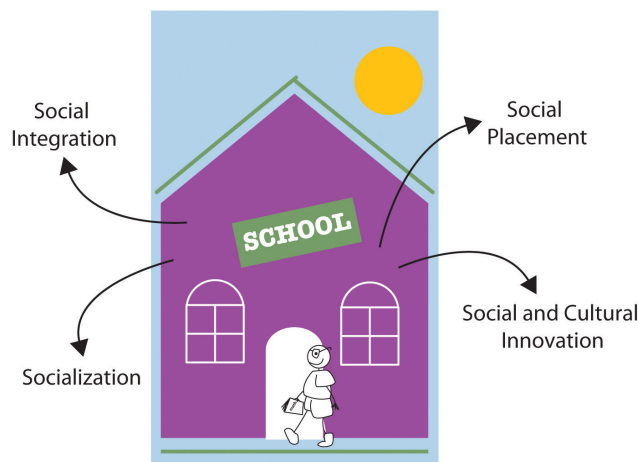 Social
Integration
Social
Placement
SCHOOL
Socialization
Social and Cultural
Innovation